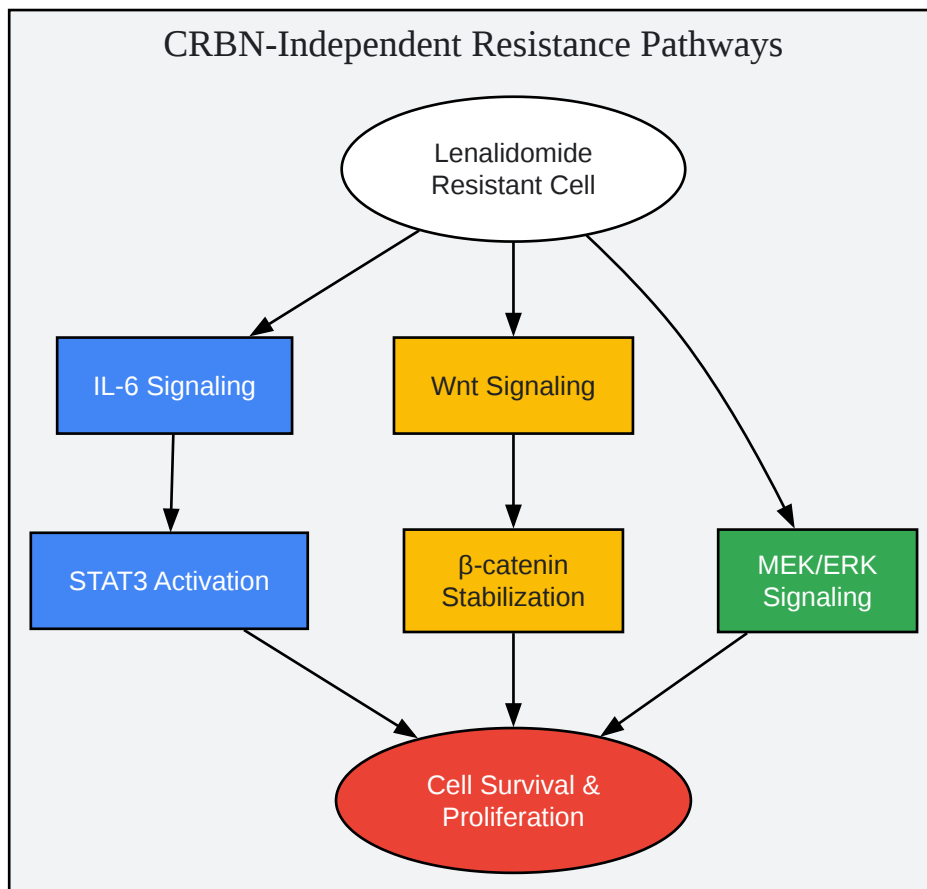 CRBN-Independent Resistance Pathways
Lenalidomide
Resistant Cell
IL-6 Signaling
Wnt Signaling
STAT3 Activation
β-catenin
Stabilization
MEK/ERK
Signaling
Cell Survival &
Proliferation